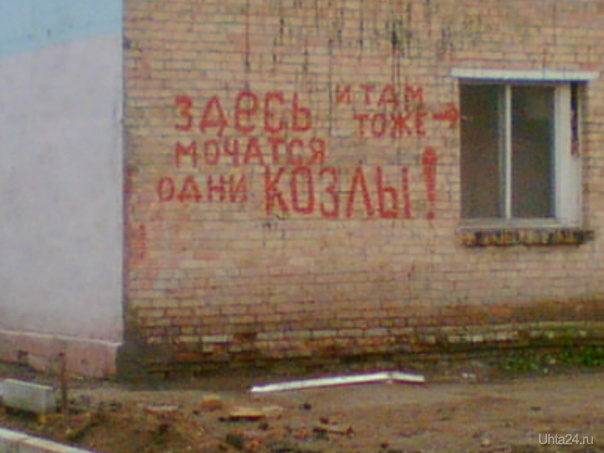 здесь
мочатся
одни козлы!
и там
тоже→
Uhta24.ru